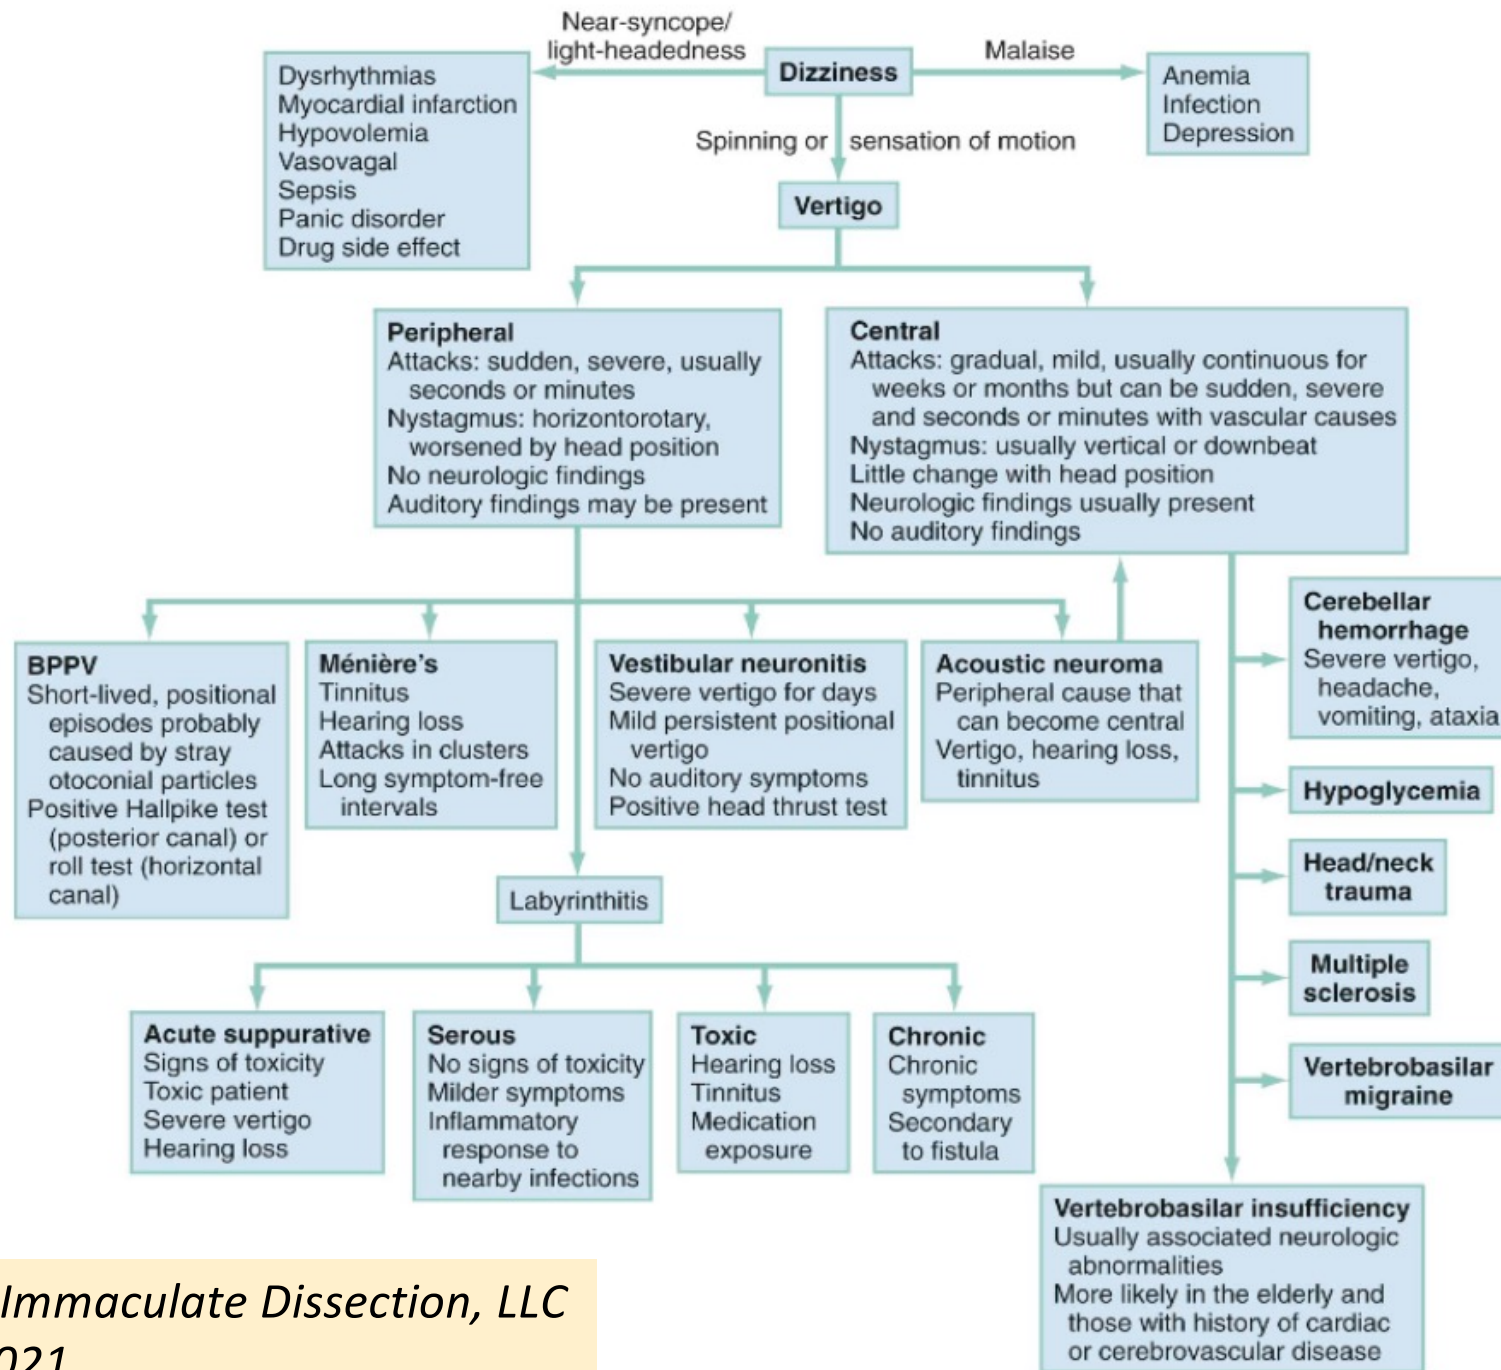 Near-syncope/
light-headedness
Dizziness
Malaise
Dysrhythmias
Myocardial infarction
Hypovolemia
Vasovagal
Sepsis
Panic disorder
Drug side effect
Anemia
Infection
Depression
Spinning or sensation of motion
Vertigo
Peripheral
Attacks: sudden, severe, usually
seconds or minutes
Nystagmus: horizontorotary,
worsened by head position
No neurologic findings
Auditory findings may be present
Central
Attacks: gradual, mild, usually continuous for
weeks or months but can be sudden, severe
and seconds or minutes with vascular causes
Nystagmus: usually vertical or downbeat
Little change with head position
Neurologic findings usually present
No auditory findings
BPPV
Short-lived, positional
episodes probably
caused by stray
otoconial particles
Positive Hallpike test
(posterior canal) or
roll test (horizontal
canal)
Ménière's
Tinnitus
Hearing loss
Attacks in clusters
Long symptom-free
intervals
Vestibular neuronitis
Severe vertigo for days
Mild persistent positional
vertigo
No auditory symptoms
Positive head thrust test
Acoustic neuroma
Peripheral cause that
can become central
Vertigo, hearing loss,
tinnitus
Cerebellar
hemorrhage
Severe vertigo,
headache,
vomiting, ataxia
Hypoglycemia
Head/neck
trauma
Multiple
sclerosis
Vertebrobasilar
migraine
Labyrinthitis
Acute suppurative
Signs of toxicity
Toxic patient
Severe vertigo
Hearing loss
Serous
No signs of toxicity
Milder symptoms
Inflammatory
response to
nearby infections
Toxic
Hearing loss
Tinnitus
Medication
exposure
Chronic
Chronic
symptoms
Secondary
to fistula
Vertebrobasilar insufficiency
Usually associated neurologic
abnormalities
More likely in the elderly and
those with history of cardiac
or cerebrovascular disease
Immaculate Dissection, LLC
021